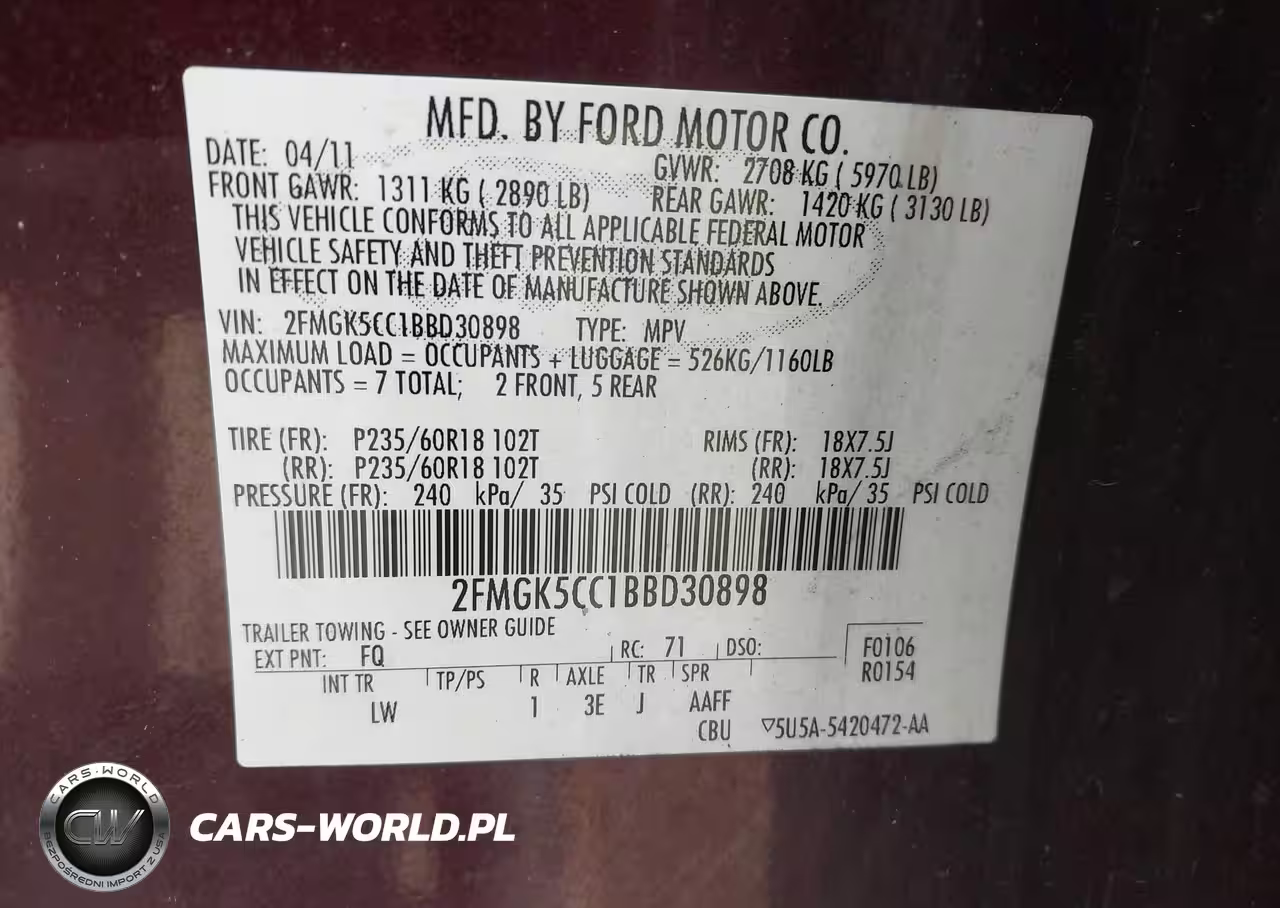 MFD. BY FORD MOTOR CO.
DATE: 04/11 GVWR: 2708 KG ( 5970 LB)
FRONT GAWR: 1311 KG ( 2890 LB) REAR GAWR: 1420 KG ( 3130 LB)
THIS VEHICLE CONFORMS TO ALL APPLICABLE FEDERAL MOTOR
VEHICLE SAFETY AND THEFT PREVENTION STANDARDS
IN EFFECT ON THE DATE OF MANUFACTURE SHOWN ABOVE.
VIN: 2FMGK5CC1BBD30898 TYPE: MPV
MAXIMUM LOAD = OCCUPANTS + LUGGAGE = 526KG/1160LB
OCCUPANTS = 7 TOTAL; 2 FRONT, 5 REAR
TIRE (FR): P235/60R18 102T RIMS (FR): 18X7.5J
(RR): P235/60R18 102T (RR): 18X7.5J
PRESSURE (FR): 240 kPa/ 35 PSI COLD (RR): 240 kPa/ 35 PSI COLD
2FMGK5CC1BBD30898
TRAILER TOWING - SEE OWNER GUIDE
EXT PNT: FQ RC: 71 DSO: F0106
R0154
INT TR TP/PS R AXLE TR SPR
LW 1 3E J AAFF
CBU ▽5U5A-5420472-AA
CARS-WORLD
CW
BEZPOŚREDNI IMPORT Z USA
CARS-WORLD.PL